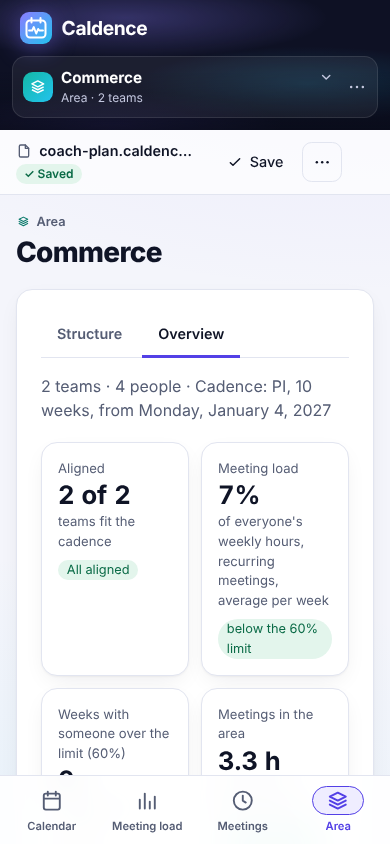 Caldence
Commerce
Area · 2 teams
coach-plan.caldenc...
Saved
Save
Area
Commerce
Structure
Overview
2 teams · 4 people · Cadence: PI, 10
weeks, from Monday, January 4, 2027
Aligned
2 of 2
teams fit the
cadence
All aligned
Meeting load
7%
of everyone's
weekly hours,
recurring
meetings,
average per week
below the 60%
limit
Weeks with
someone over the
limit (60%)
Meetings in the
area
3.3 h
Calendar
Meeting load
Meetings
Area